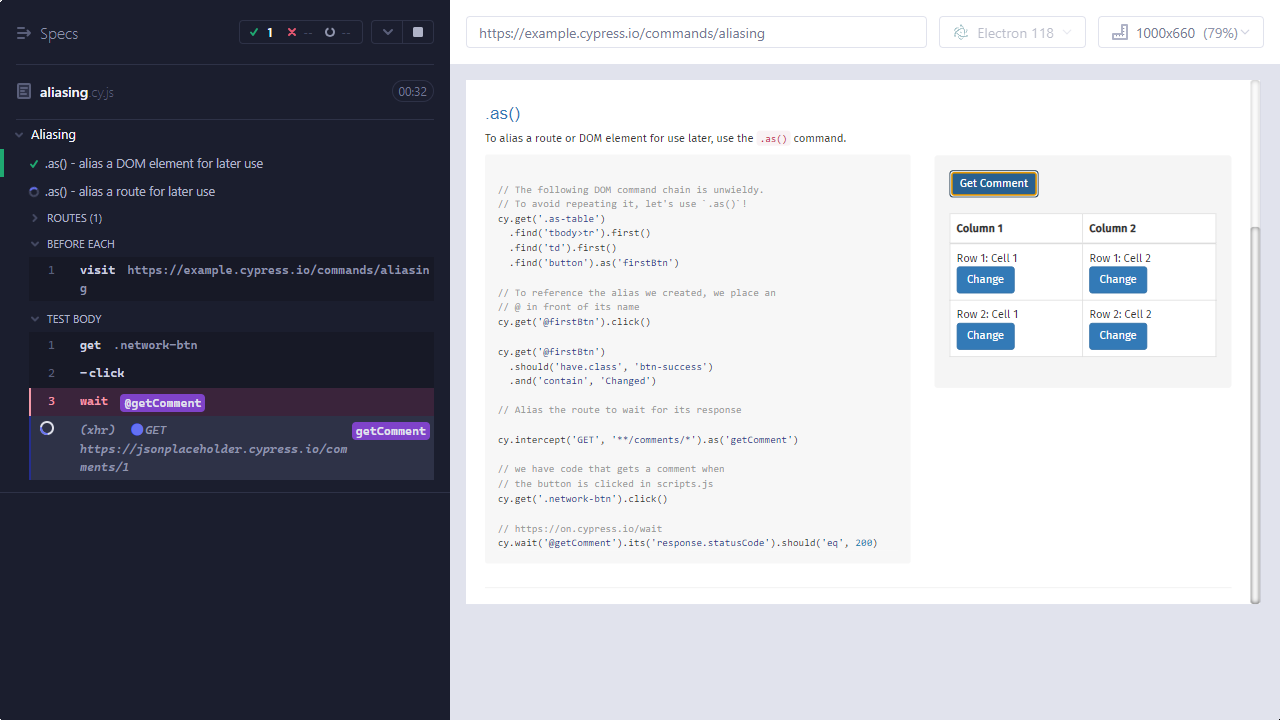 Specs
1 -- --
aliasing.cy.js
00:32
Aliasing
.as() - alias a DOM element for later use
.as() - alias a route for later use
ROUTES (1)
BEFORE EACH
1 visit https://example.cypress.io/commands/aliasin
g
TEST BODY
1 get .network-btn
2 -click
3 wait @getComment
(xhr) GET getComment
https://jsonplaceholder.cypress.io/com
ments/1
https://example.cypress.io/commands/aliasing
Electron 118
1000x660 (79%)
.as()
To alias a route or DOM element for use later, use the .as() command.
// The following DOM command chain is unwieldy.
// To avoid repeating it, let's use `.as()`!
cy.get('.as-table')
.find('tbody>tr').first()
.find('td').first()
.find('button').as('firstBtn')
// To reference the alias we created, we place an
// @ in front of its name
cy.get('@firstBtn').click()
cy.get('@firstBtn')
.should('have.class', 'btn-success')
.and('contain', 'Changed')
// Alias the route to wait for its response
cy.intercept('GET', '**/comments/*').as('getComment')
// we have code that gets a comment when
// the button is clicked in scripts.js
cy.get('.network-btn').click()
// https://on.cypress.io/wait
cy.wait('@getComment').its('response.statusCode').should('eq', 200)
Get Comment
Column 1 Column 2
Row 1: Cell 1 Row 1: Cell 2
Change Change
Row 2: Cell 1 Row 2: Cell 2
Change Change